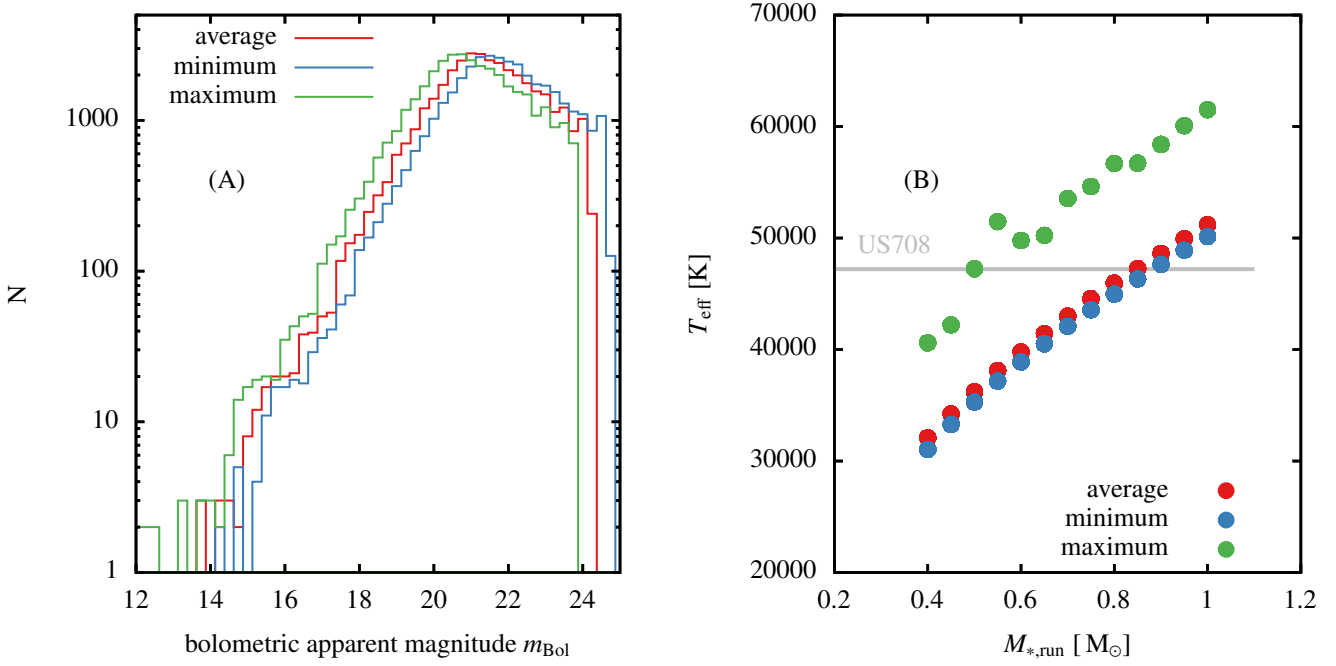 average
minimum
maximum
(A)
N
1000
100
10
1
12 14 16 18 20 22 24
bolometric apparent magnitude m_Bol
70000
60000
50000
40000
30000
20000
(B)
US708
T_eff [K]
average
minimum
maximum
0.2 0.4 0.6 0.8 1 1.2
M_{*,run} [ M_⊙]